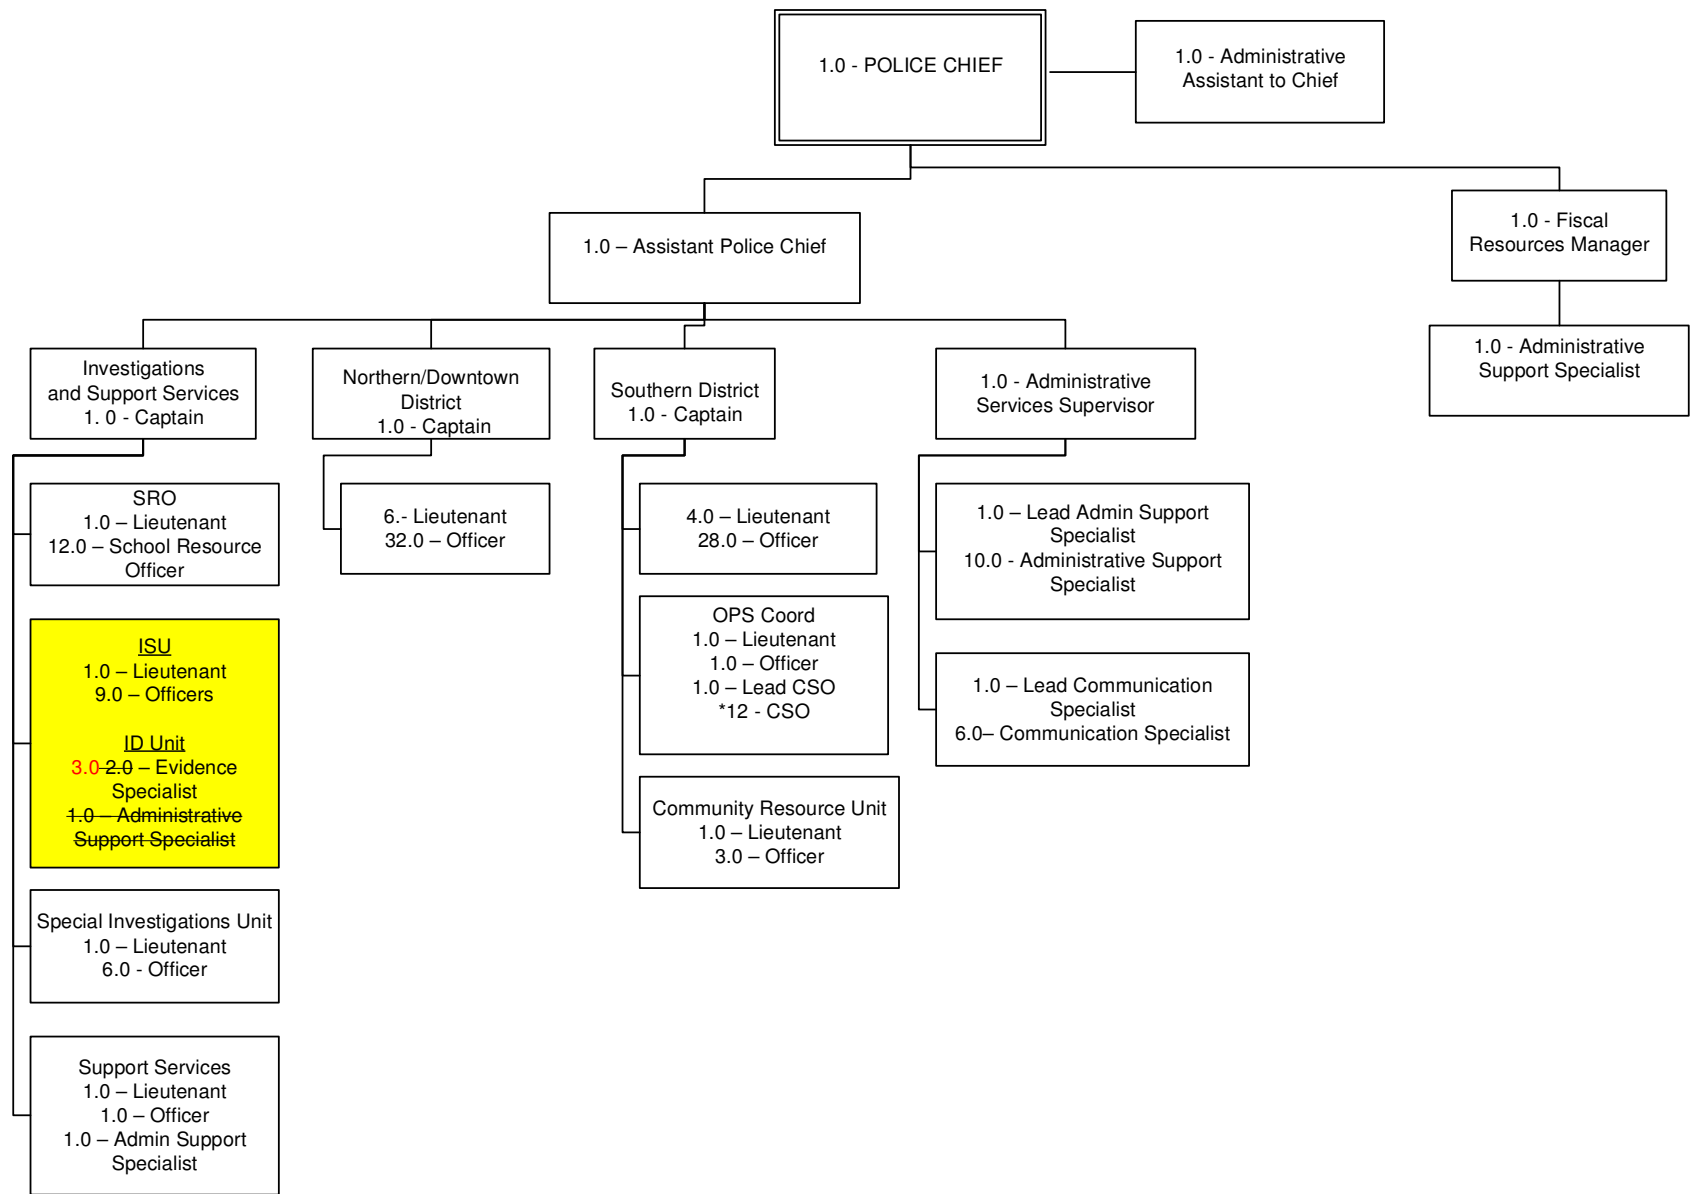 1.0 - POLICE CHIEF
1.0 - Administrative
Assistant to Chief
1.0 – Assistant Police Chief
1.0 - Fiscal
Resources Manager
1.0 - Administrative
Support Specialist
Investigations
and Support Services
1. 0 - Captain
Northern/Downtown
District
1.0 - Captain
Southern District
1.0 - Captain
1.0 - Administrative
Services Supervisor
SRO
1.0 – Lieutenant
12.0 – School Resource
Officer
ISU
1.0 – Lieutenant
9.0 – Officers
ID Unit
3.0 2.0 – Evidence
Specialist
1.0 – Administrative
Support Specialist
Special Investigations Unit
1.0 – Lieutenant
6.0 - Officer
Support Services
1.0 – Lieutenant
1.0 – Officer
1.0 – Admin Support
Specialist
6.- Lieutenant
32.0 – Officer
4.0 – Lieutenant
28.0 – Officer
OPS Coord
1.0 – Lieutenant
1.0 – Officer
1.0 – Lead CSO
*12 - CSO
Community Resource Unit
1.0 – Lieutenant
3.0 – Officer
1.0 – Lead Admin Support
Specialist
10.0 - Administrative Support
Specialist
1.0 – Lead Communication
Specialist
6.0– Communication Specialist